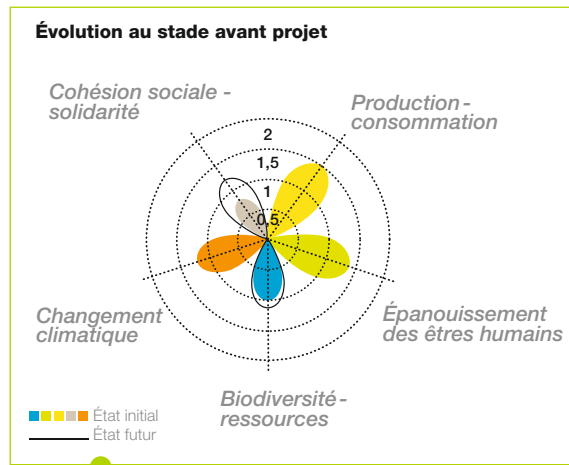 Évolution au stade avant projet
Cohésion sociale -
solidarité
Production-
consommation
2
1,5
1
0,5
Changement
climatique
Épanouissement
des êtres humains
Biodiversité-
ressources
État initial
État futur